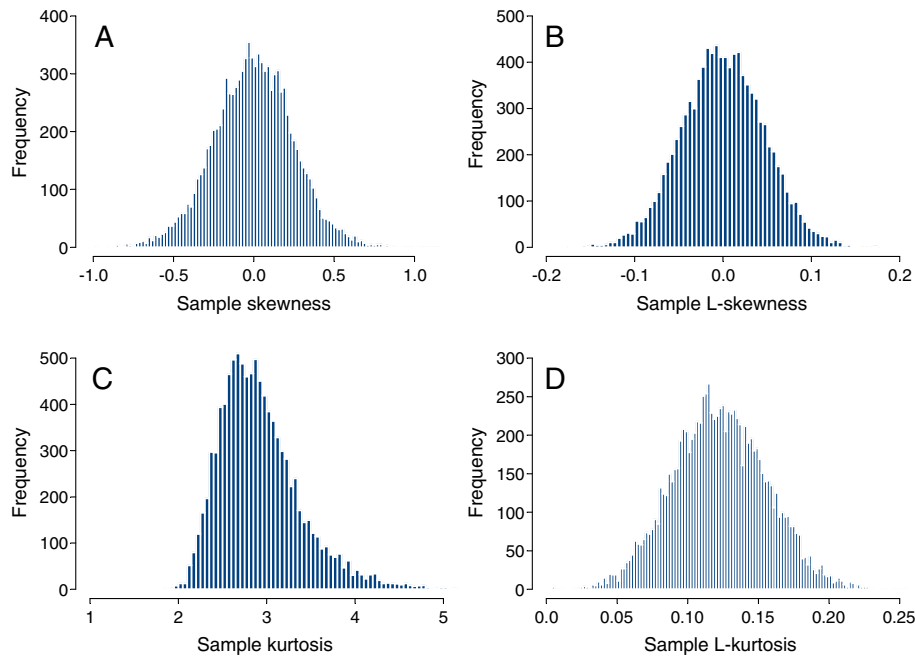 A
Frequency
400
300
200
100
0
-1.0 -0.5 0.0 0.5 1.0
Sample skewness
B
Frequency
500
400
300
200
100
0
-0.2 -0.1 0.0 0.1 0.2
Sample L-skewness
C
Frequency
500
400
300
200
100
0
1 2 3 4 5
Sample kurtosis
D
Frequency
300
250
200
150
100
50
0
0.0 0.05 0.10 0.15 0.20 0.25
Sample L-kurtosis